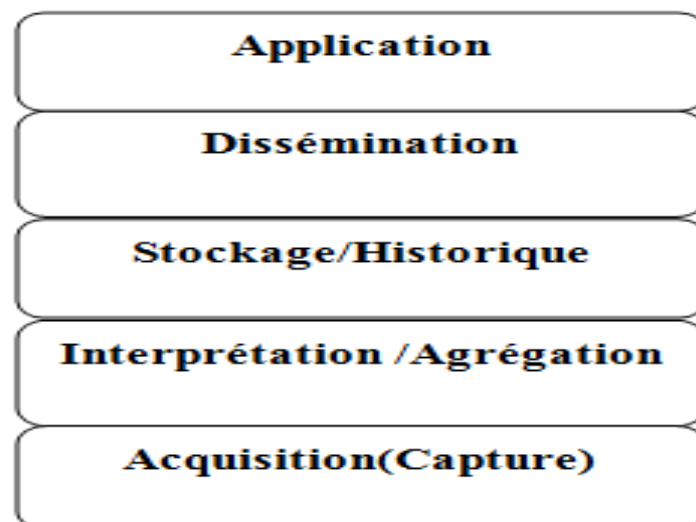 Application
Dissémination
Stockage/Historique
Interprétation /Agrégation
Acquisition(Capture)